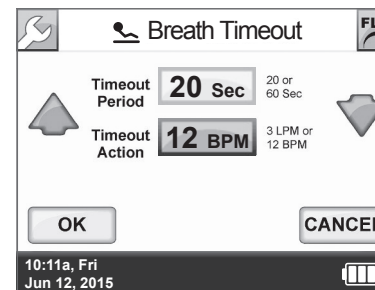 Breath Timeout
FL
Timeout Period
20 Sec
20 or
60 Sec
Timeout Action
12 BPM
3 LPM or
12 BPM
OK
CANCEL
10:11a, Fri
Jun 12, 2015